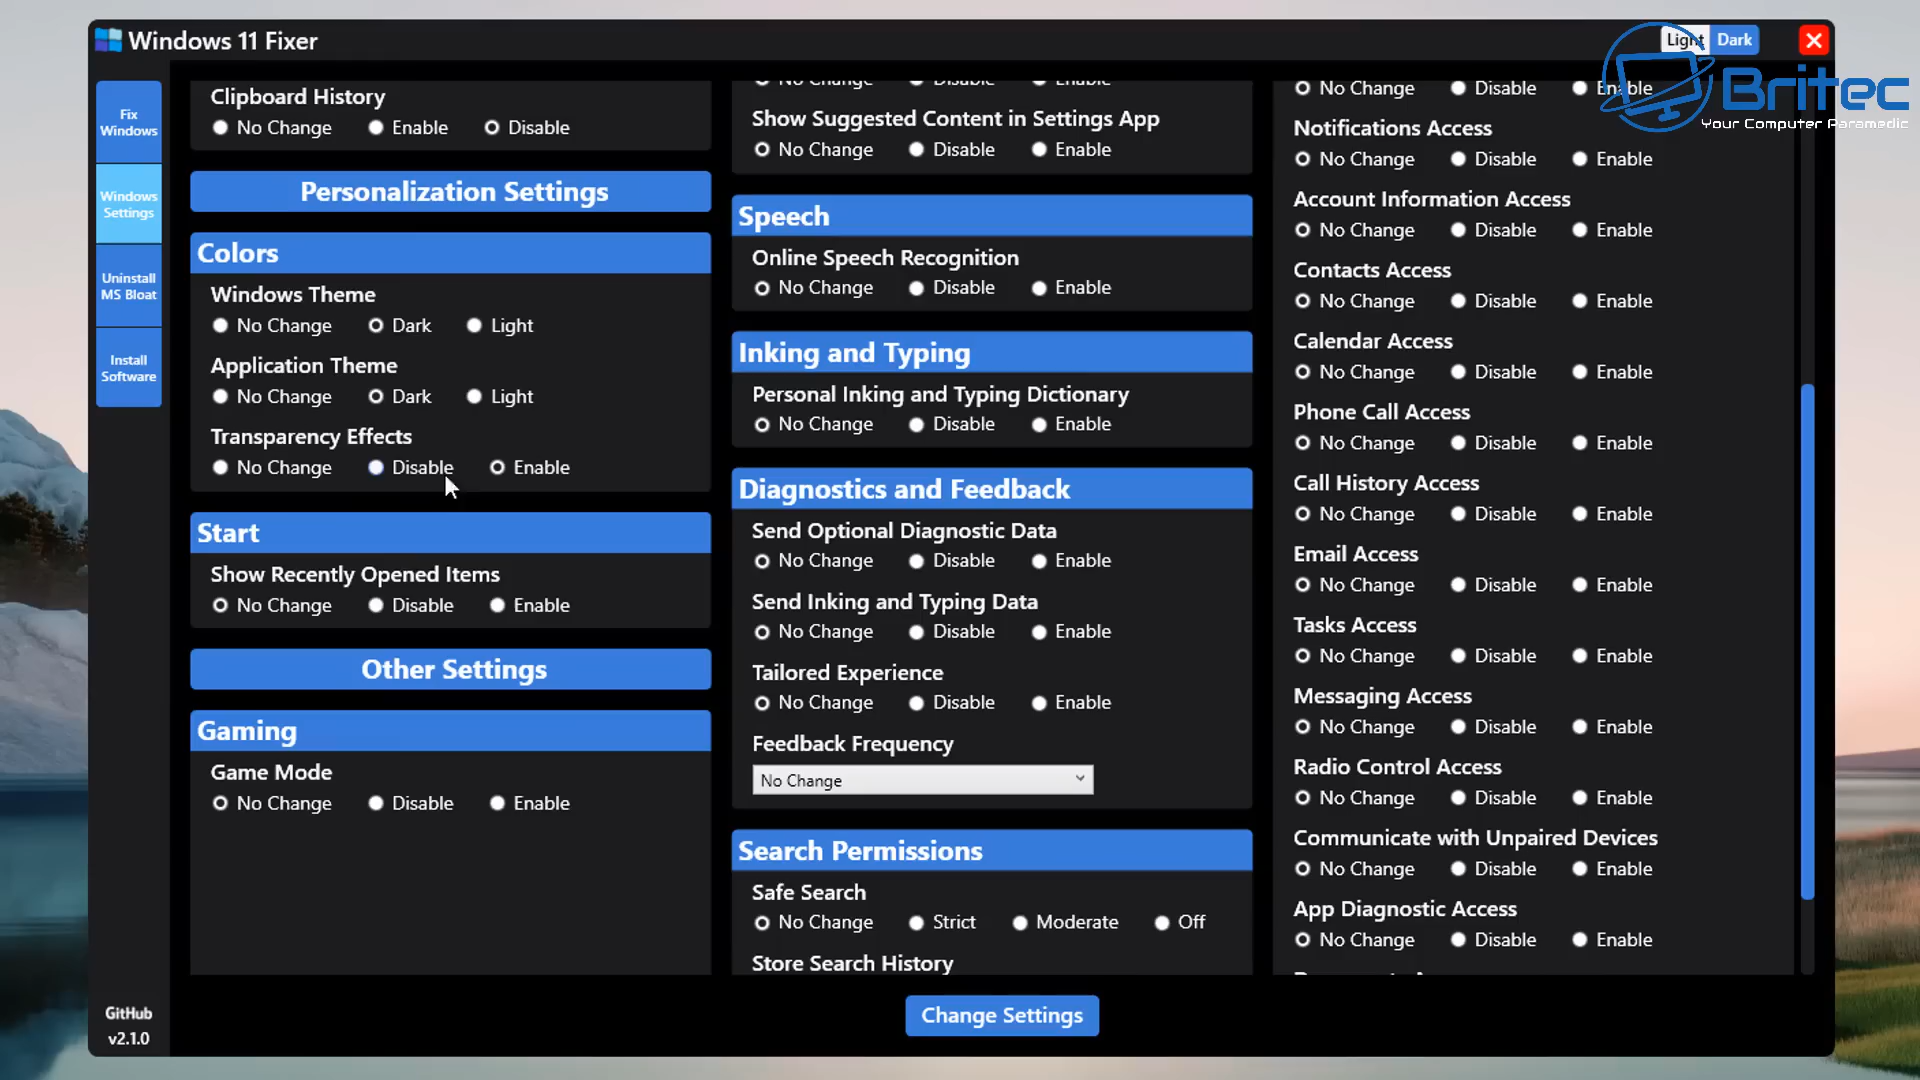 Windows 11 Fixer
Light Dark
Britec
Your Computer Paramedic
Fix
Windows
Windows
Settings
Uninstall
MS Bloat
Install
Software
GitHub
v2.1.0
Clipboard History
No Change Enable Disable
Personalization Settings
Colors
Windows Theme
No Change Dark Light
Application Theme
No Change Dark Light
Transparency Effects
No Change Disable Enable
Start
Show Recently Opened Items
No Change Disable Enable
Other Settings
Gaming
Game Mode
No Change Disable Enable
No Change Disable Enable
Show Suggested Content in Settings App
No Change Disable Enable
Speech
Online Speech Recognition
No Change Disable Enable
Inking and Typing
Personal Inking and Typing Dictionary
No Change Disable Enable
Diagnostics and Feedback
Send Optional Diagnostic Data
No Change Disable Enable
Send Inking and Typing Data
No Change Disable Enable
Tailored Experience
No Change Disable Enable
Feedback Frequency
No Change
Search Permissions
Safe Search
No Change Strict Moderate Off
Store Search History
No Change Disable Enable
Notifications Access
No Change Disable Enable
Account Information Access
No Change Disable Enable
Contacts Access
No Change Disable Enable
Calendar Access
No Change Disable Enable
Phone Call Access
No Change Disable Enable
Call History Access
No Change Disable Enable
Email Access
No Change Disable Enable
Tasks Access
No Change Disable Enable
Messaging Access
No Change Disable Enable
Radio Control Access
No Change Disable Enable
Communicate with Unpaired Devices
No Change Disable Enable
App Diagnostic Access
No Change Disable Enable
Change Settings